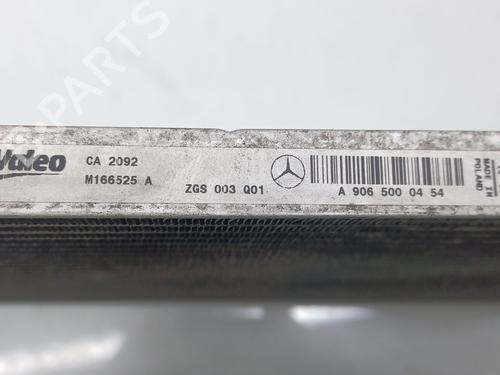 B-PARTS
Valeo
CA 2092
M166525 A
ZGS 003 Q01
A 906 500 04 54
MADE IN
POLAND